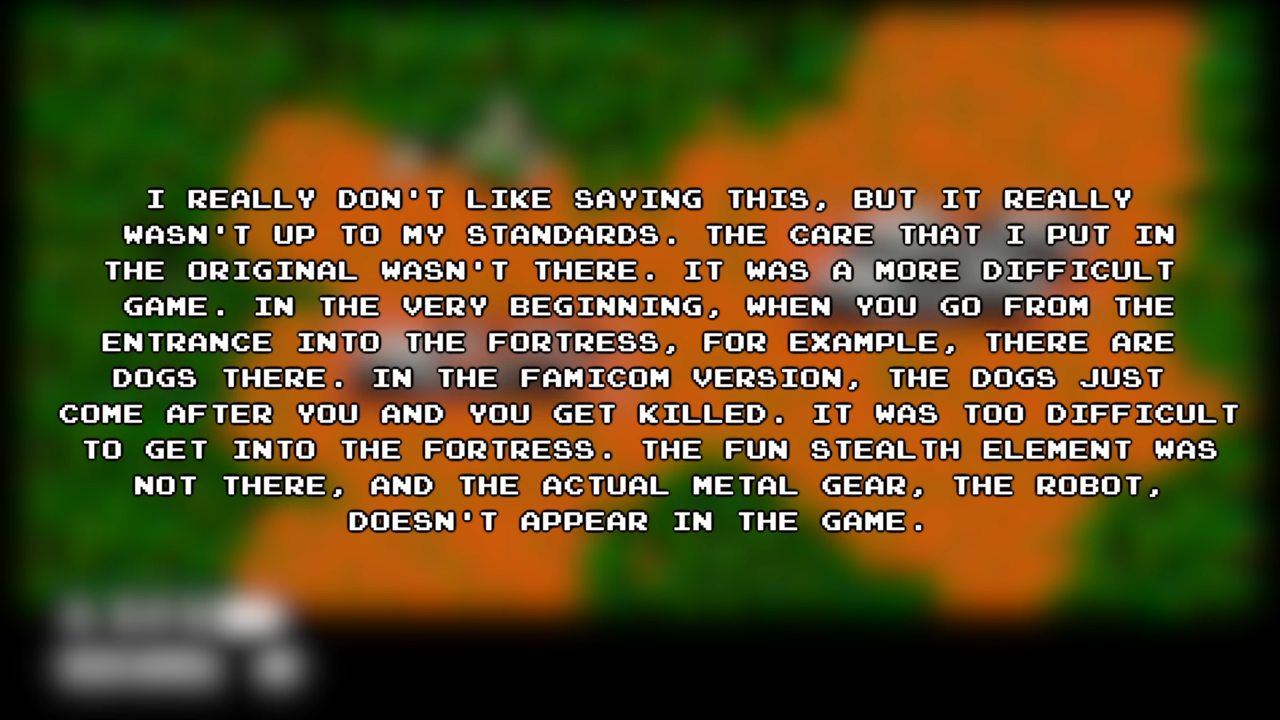 I REALLY DON'T LIKE SAYING THIS, BUT IT REALLY
WASN'T UP TO MY STANDARDS. THE CARE THAT I PUT IN
THE ORIGINAL WASN'T THERE. IT WAS A MORE DIFFICULT
GAME. IN THE VERY BEGINNING, WHEN YOU GO FROM THE
ENTRANCE INTO THE FORTRESS, FOR EXAMPLE, THERE ARE
DOGS THERE. IN THE FAMICOM VERSION, THE DOGS JUST
COME AFTER YOU AND YOU GET KILLED. IT WAS TOO DIFFICULT
TO GET INTO THE FORTRESS. THE FUN STEALTH ELEMENT WAS
NOT THERE, AND THE ACTUAL METAL GEAR, THE ROBOT,
DOESN'T APPEAR IN THE GAME.